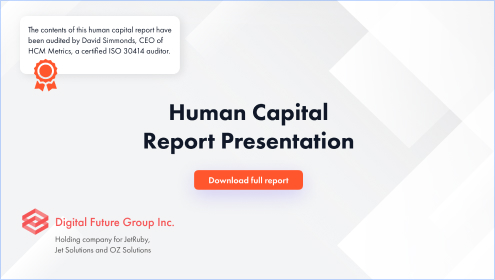 The contents of this human capital report have
been audited by David Simmonds, CEO of
HCM Metrics, a certified ISO 30414 auditor.
Human Capital
Report Presentation
Download full report
Digital Future Group Inc.
Holding company for JetRuby,
Jet Solutions and OZ Solutions